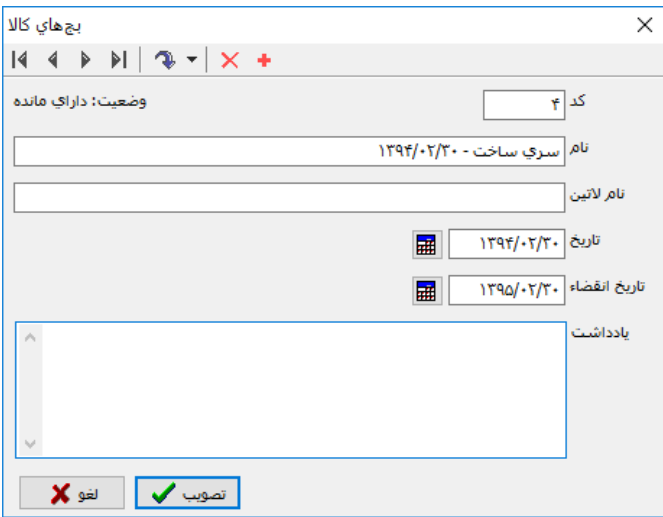 بچ‌هاي کالا
کد ۴ وضعيت: داراي مانده
نام سري ساخت - ۱۳۹۴/۰۲/۳۰
نام لاتين
تاريخ ۱۳۹۴/۰۲/۳۰
تاريخ انقضاء ۱۳۹۵/۰۲/۳۰
يادداشت
تصويب لغو